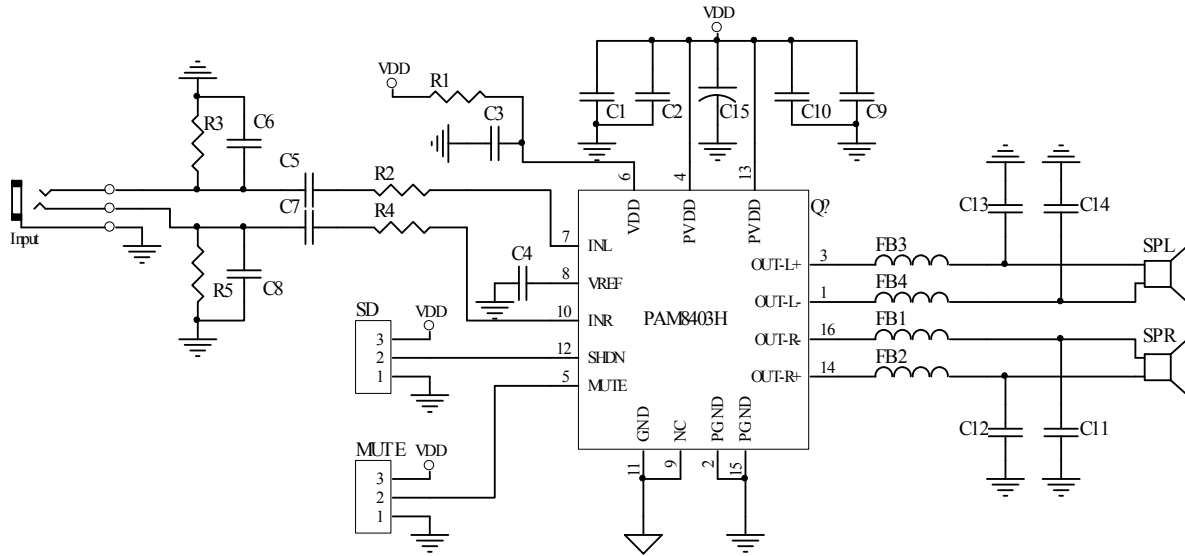 VDD
VDD
R1
C1
C2
C15
C10
C9
R3
C6
C3
C5
R2
6
4
13
VDD
PVDD
PVDD
Q?
C13
C14
C7
R4
Input
7
INL
C4
8
VREF
R5
C8
10
INR
PAM8403H
OUT-L+
3
FB3
SPL
OUT-L-
1
FB4
OUT-R-
16
FB1
SPR
OUT-R+
14
FB2
SD
VDD
3
2
1
12
SHDN
5
MUTE
GND
NC
PGND
PGND
11
9
2
15
C12
C11
MUTE
VDD
3
2
1